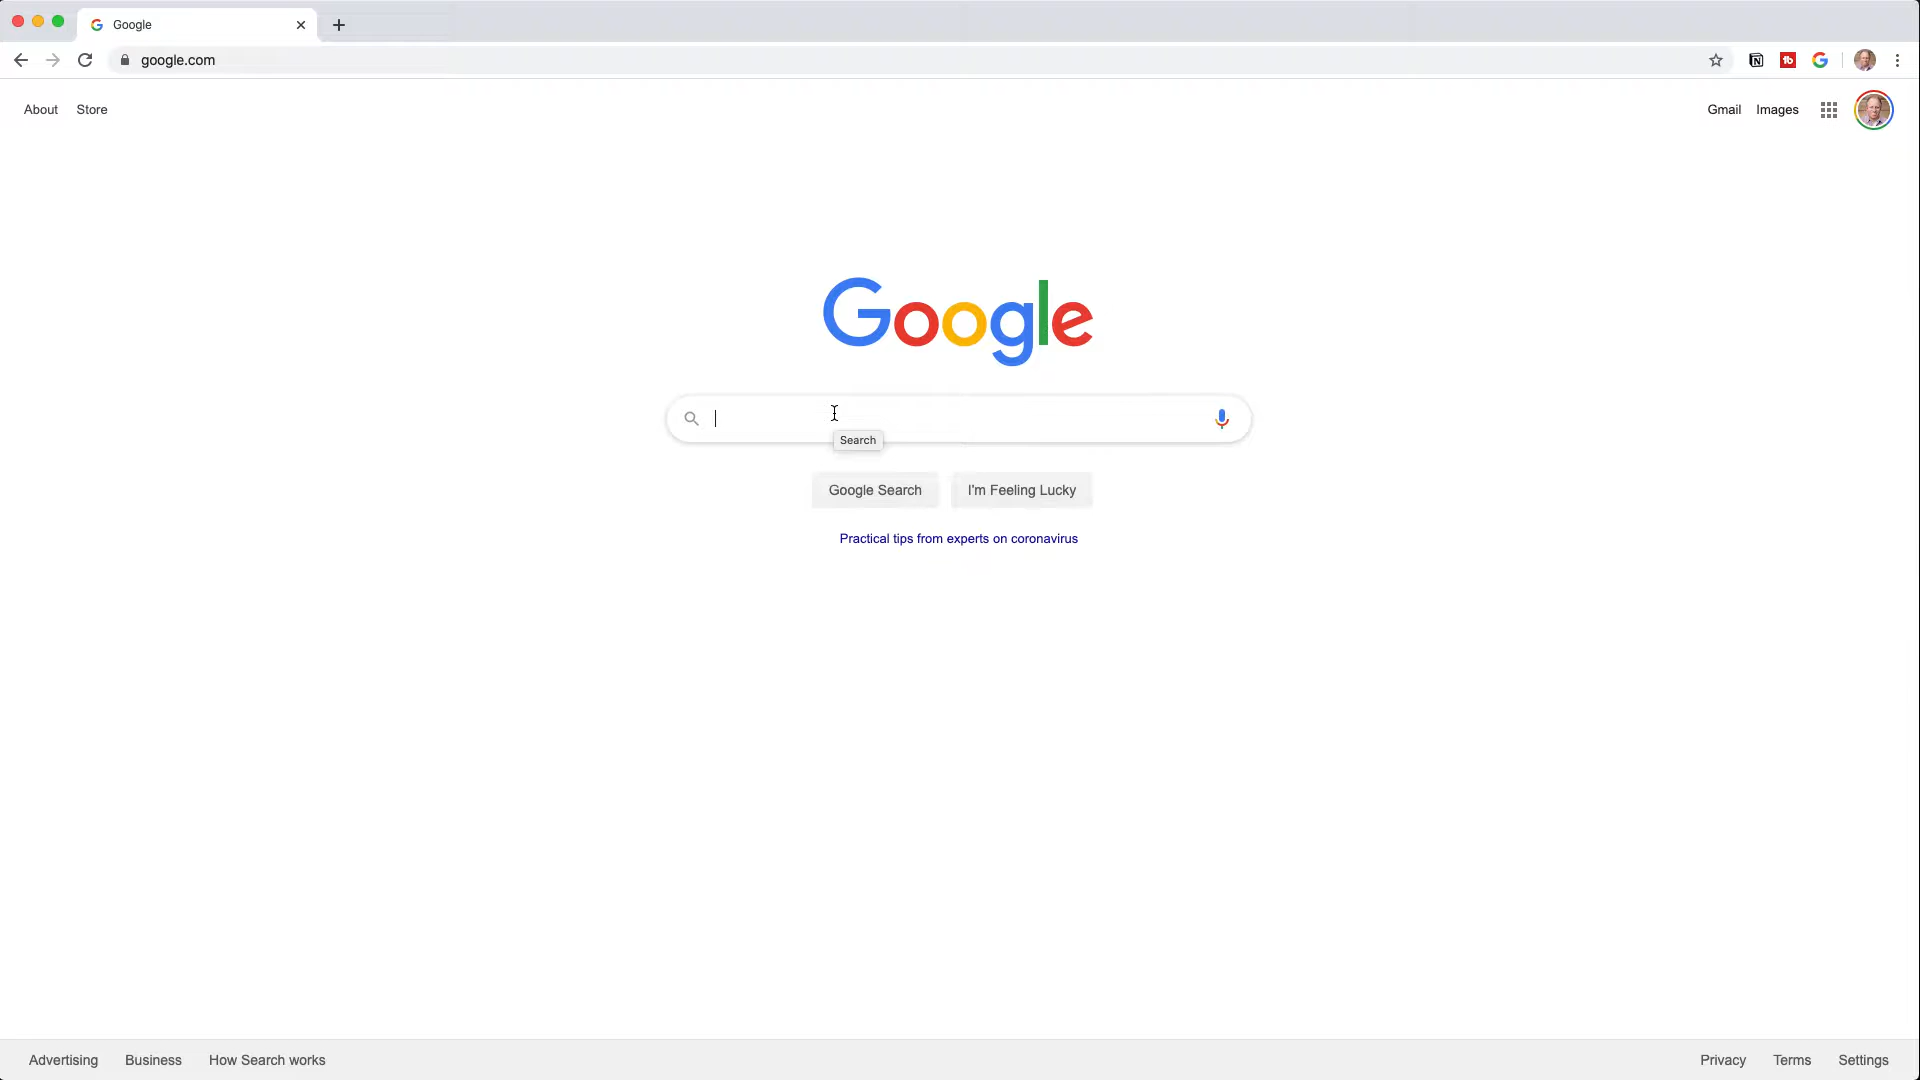 Google
google.com
About Store
Gmail Images
Google
Search
Google Search I'm Feeling Lucky
Practical tips from experts on coronavirus
Advertising Business How Search works
Privacy Terms Settings